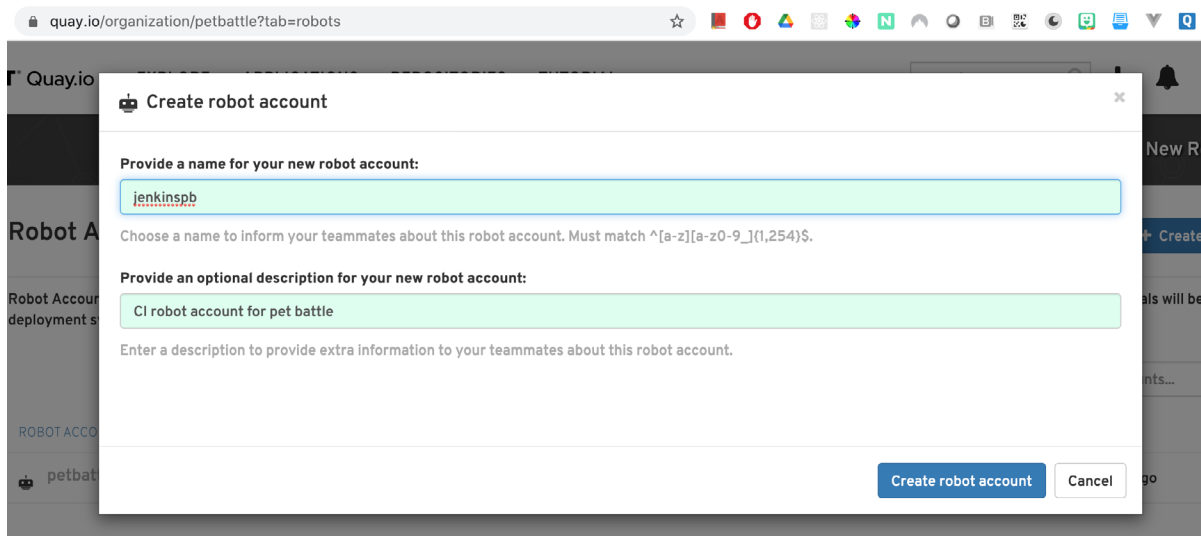 quay.io/organization/petbattle?tab=robots
Quay.io
Create robot account
×
New R
Provide a name for your new robot account:
jenkinspb
Robot A
Choose a name to inform your teammates about this robot account. Must match ^[a-z][a-z0-9_]{1,254}$.
+ Create
Provide an optional description for your new robot account:
Robot Accour
CI robot account for pet battle
als will be
deployment s
Enter a description to provide extra information to your teammates about this robot account.
nts...
ROBOT ACCO
petbat
Create robot account
Cancel
go